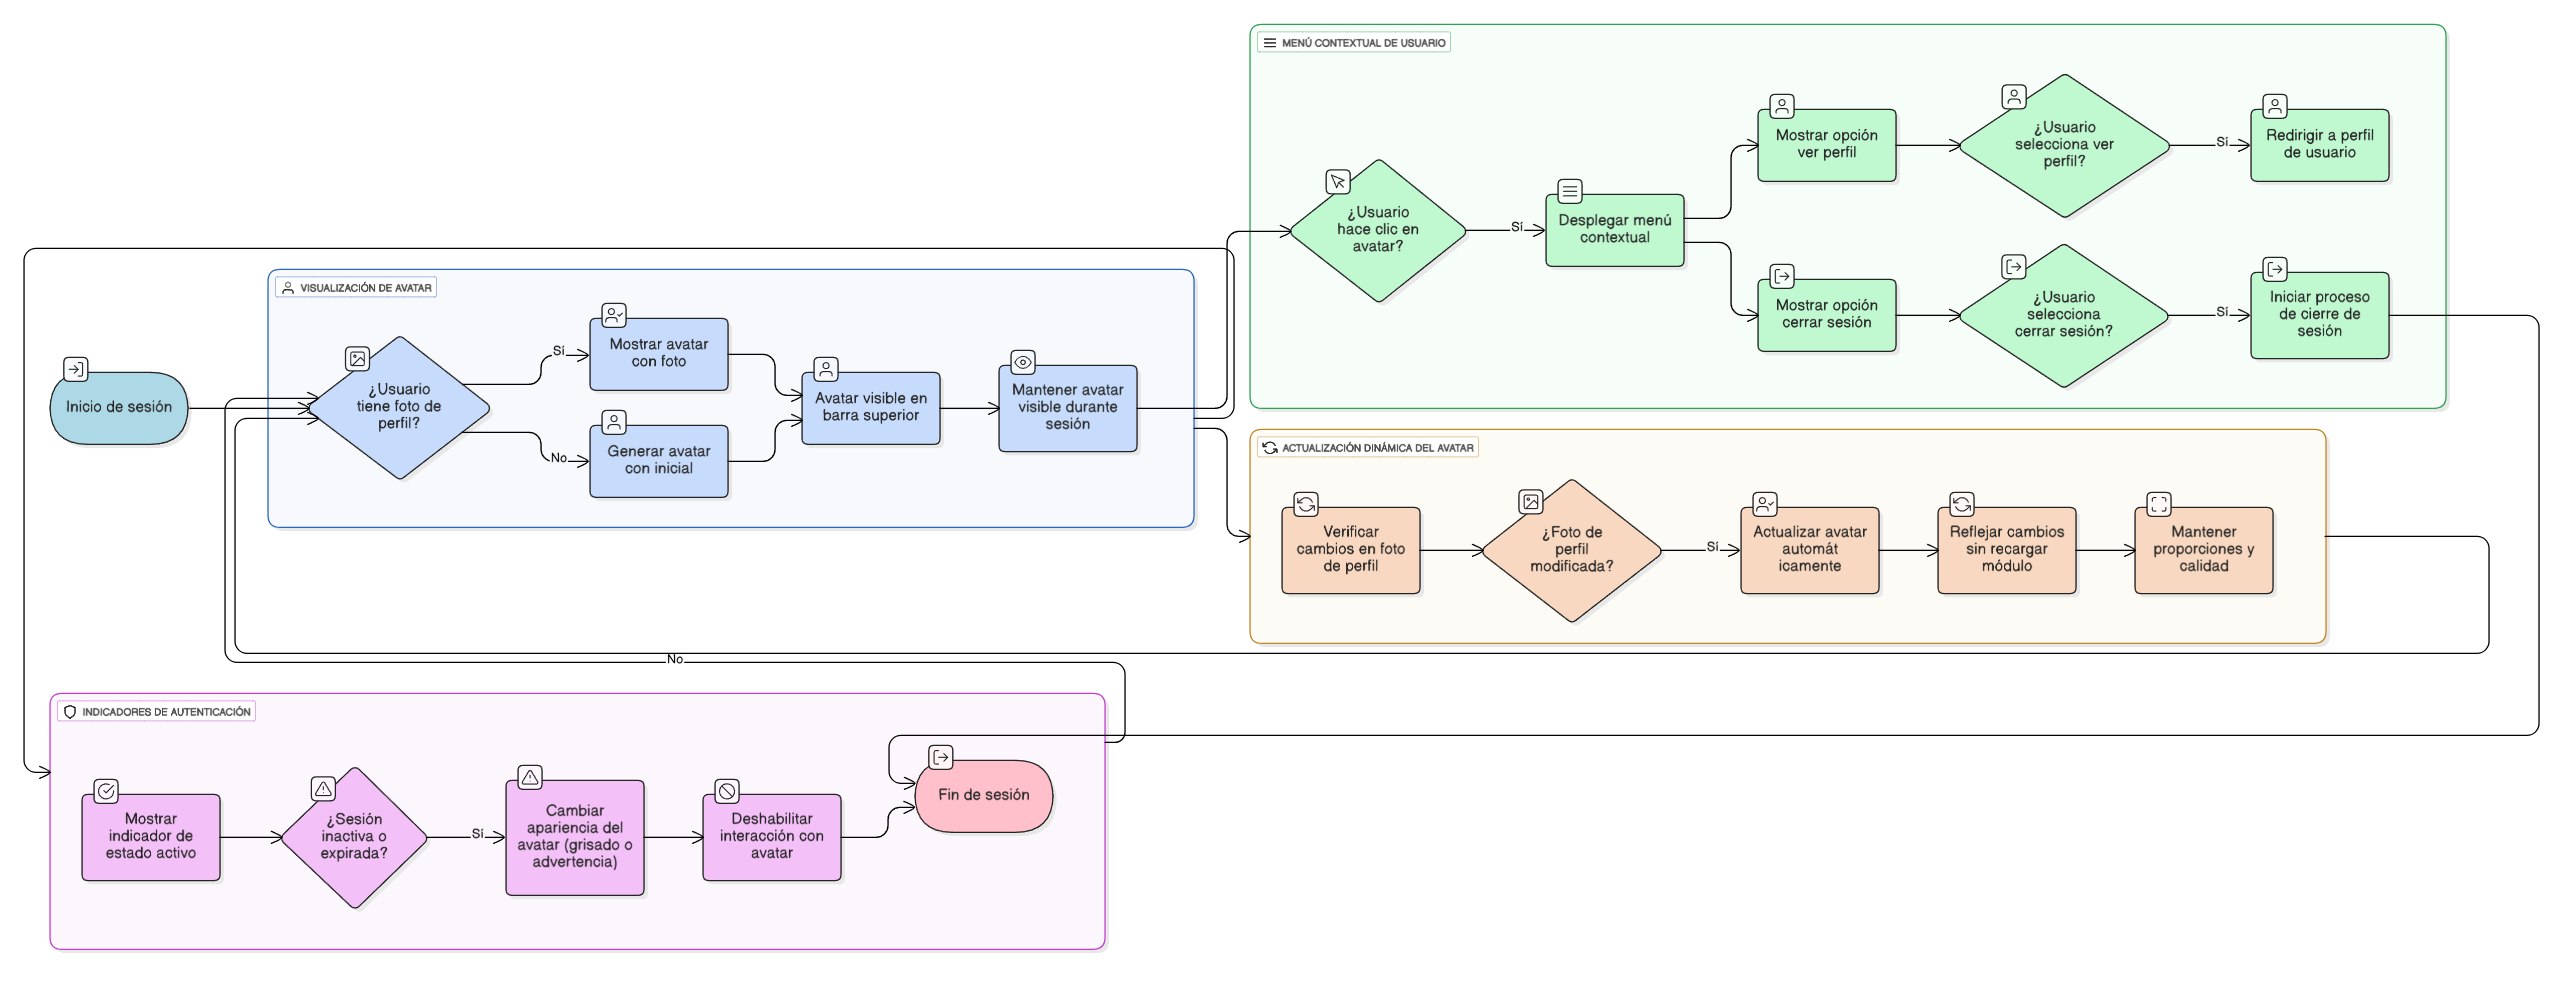 MENÚ CONTEXTUAL DE USUARIO
¿Usuario
hace clic en
avatar?
Sí
Desplegar menú
contextual
Mostrar opción
ver perfil
¿Usuario
selecciona ver
perfil?
Sí
Redirigir a perfil
de usuario
Mostrar opción
cerrar sesión
¿Usuario
selecciona
cerrar sesión?
Sí
Iniciar proceso
de cierre de
sesión
Inicio de sesión
VISUALIZACIÓN DE AVATAR
¿Usuario
tiene foto de
perfil?
Sí
Mostrar avatar
con foto
No
Generar avatar
con inicial
Avatar visible en
barra superior
Mantener avatar
visible durante
sesión
ACTUALIZACIÓN DINÁMICA DEL AVATAR
Verificar
cambios en foto
de perfil
¿Foto de
perfil
modificada?
Sí
Actualizar avatar
automát
icamente
Reflejar cambios
sin recargar
módulo
Mantener
proporciones y
calidad
No
INDICADORES DE AUTENTICACIÓN
Mostrar
indicador de
estado activo
¿Sesión
inactiva o
expirada?
Sí
Cambiar
apariencia del
avatar (grisado o
advertencia)
Deshabilitar
interacción con
avatar
Fin de sesión